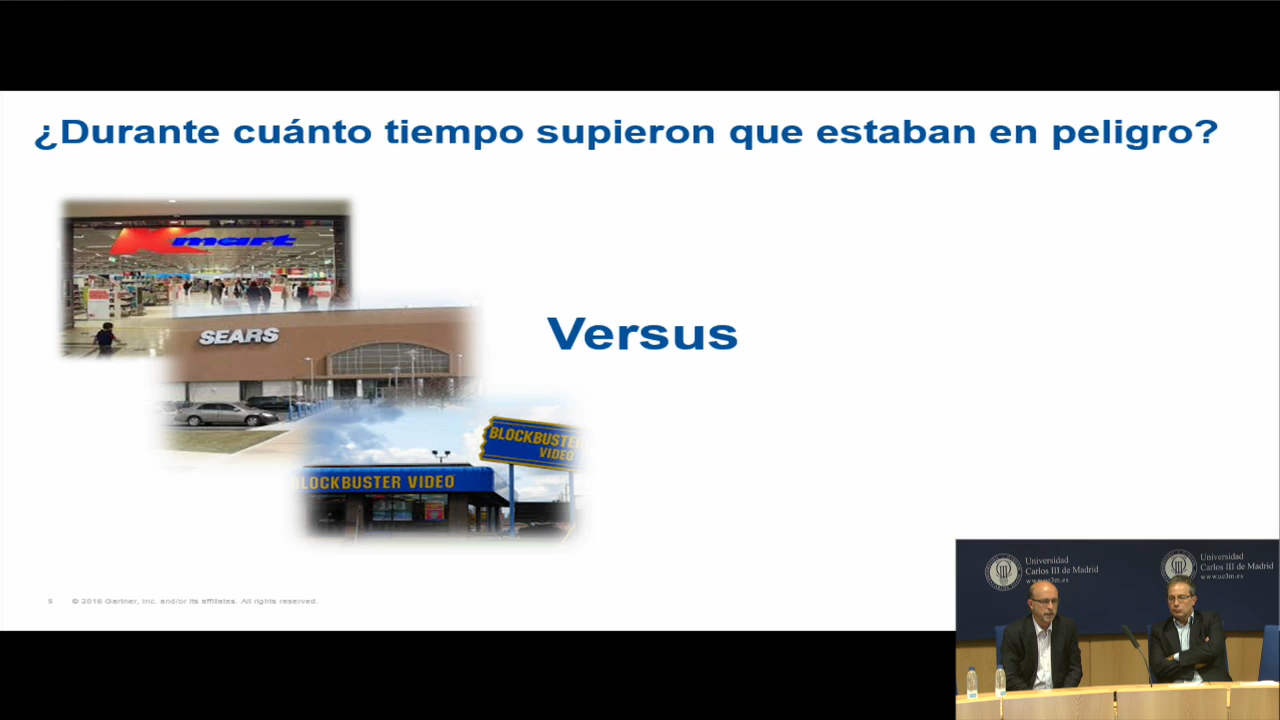 ¿Durante cuánto tiempo supieron que estaban en peligro?
Kmart
SEARS
Versus
BLOCKBUSTE
VIDEO
BLOCKBUSTER VIDEO
© 2016 Gartner, Inc. and/or its affiliates. All rights reserved.
Universidad
Carlos III de Madrid
www.uc3m.es
Universidad
Carlos III de Madrid
www.uc3m.es